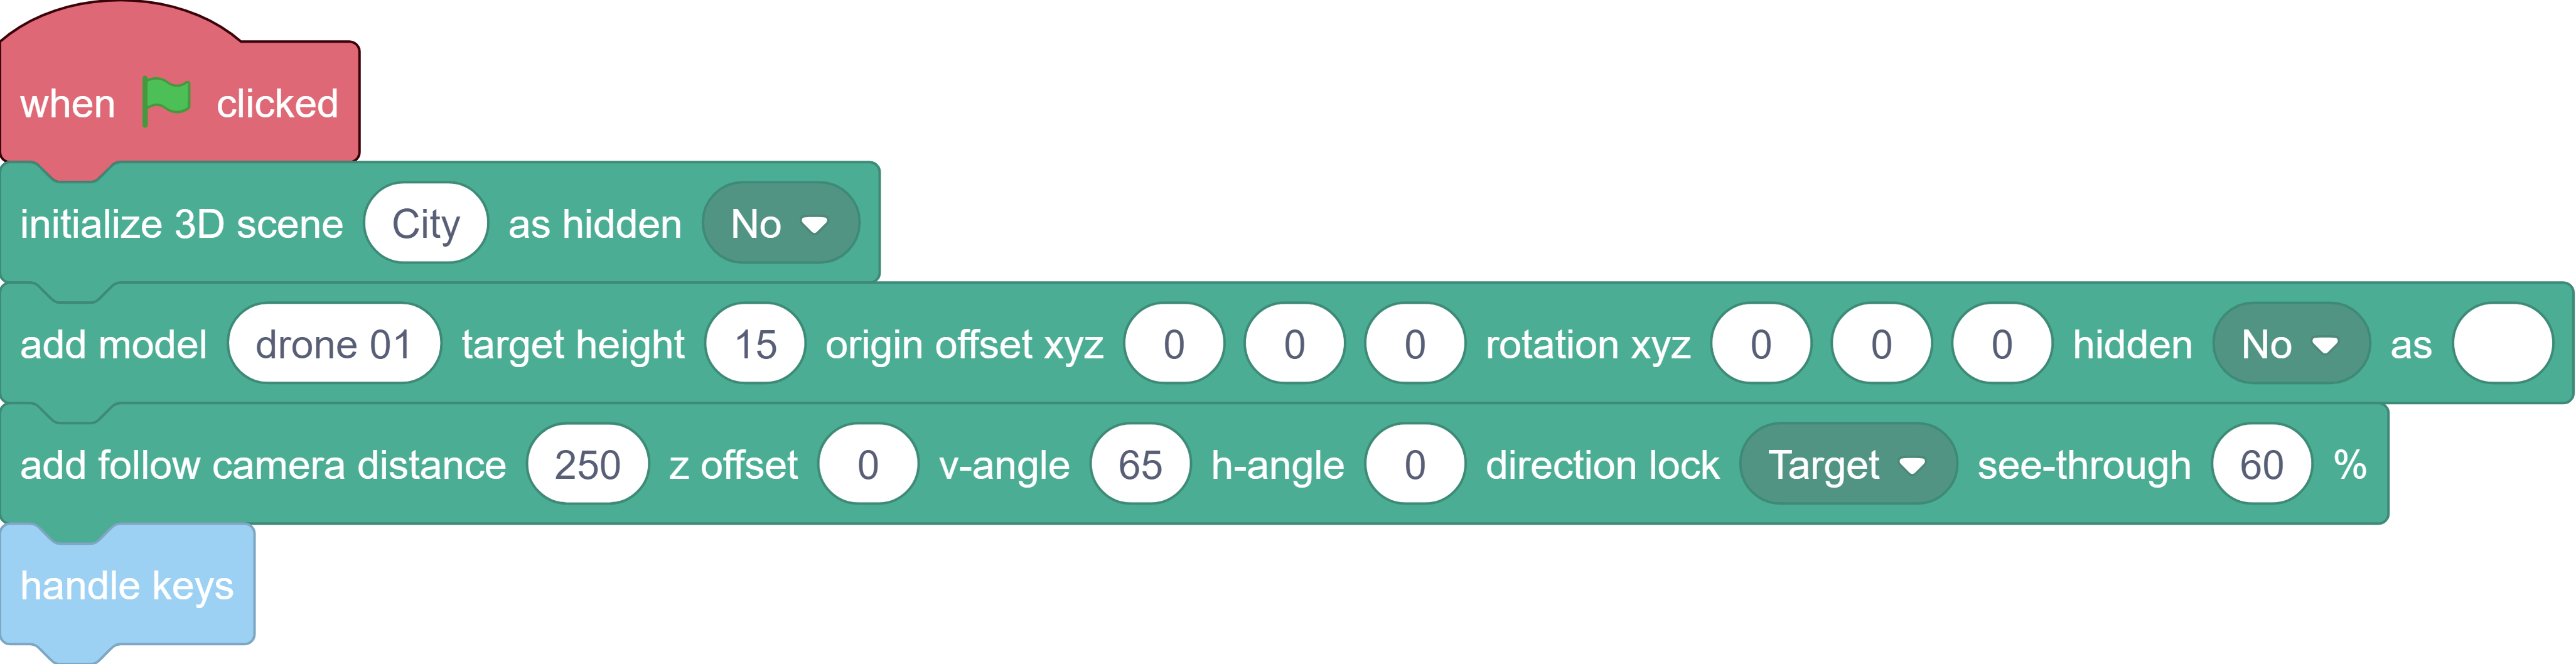 when clicked
initialize 3D scene City as hidden No
add model drone 01 target height 15 origin offset xyz 0 0 0 rotation xyz 0 0 0 hidden No as
add follow camera distance 250 z offset 0 v-angle 65 h-angle 0 direction lock Target see-through 60 %
handle keys